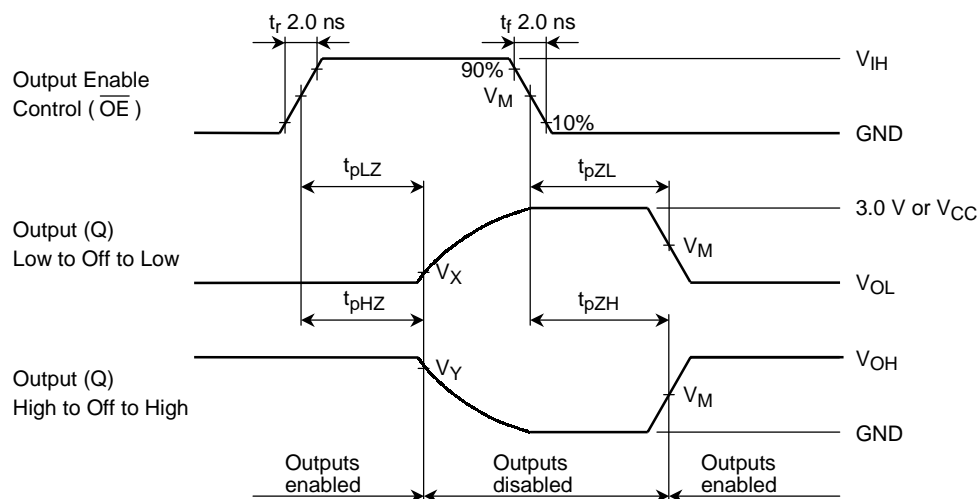 tr 2.0 ns
tf 2.0 ns
Output Enable
Control ( OE )
90%
VM
10%
VIH
GND
tpLZ
tpZL
Output (Q)
Low to Off to Low
VX
VM
3.0 V or VCC
VOL
tpHZ
tpZH
Output (Q)
High to Off to High
VY
VM
VOH
GND
Outputs
enabled
Outputs
disabled
Outputs
enabled